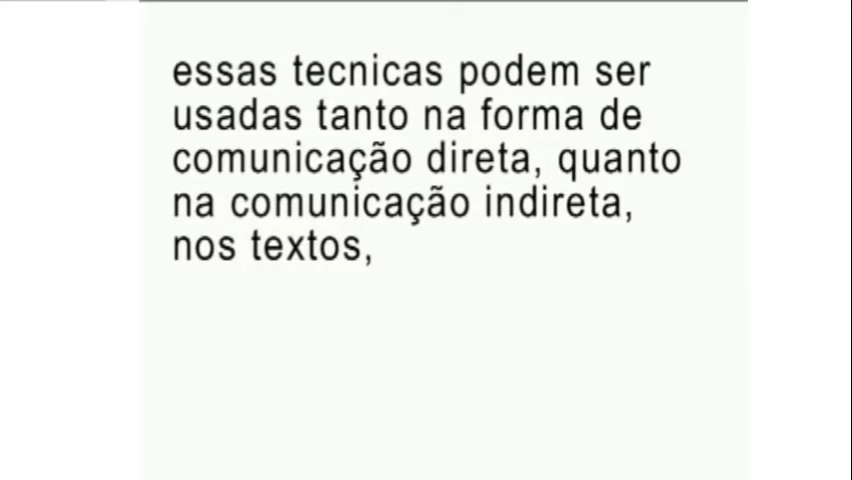 essas tecnicas podem ser
usadas tanto na forma de
comunicação direta, quanto
na comunicação indireta,
nos textos,